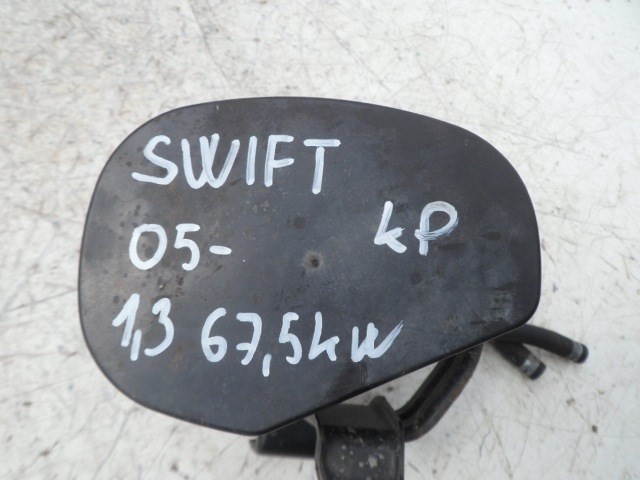 SWIFT
05- kP
1,3 67,5kW